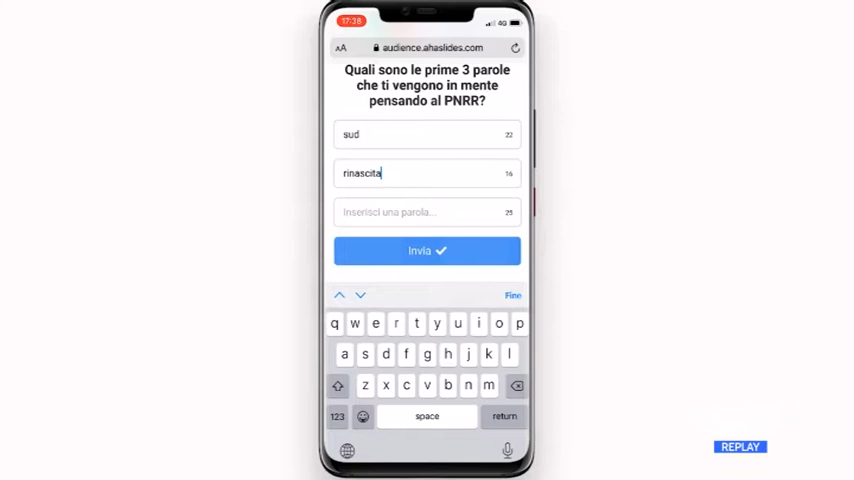 17:38
4G
AA audience.ahaslides.com
Quali sono le prime 3 parole
che ti vengono in mente
pensando al PNRR?
sud 22
rinascita 16
Inserisci una parola... 25
Invia
Fine
q w e r t y u i o p
a s d f g h j k l
z x c v b n m
123 space return
REPLAY